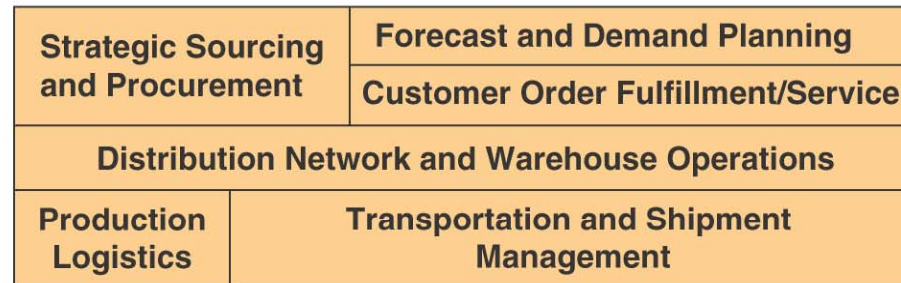 Strategic Sourcing
and Procurement
Forecast and Demand Planning
Customer Order Fulfillment/Service
Distribution Network and Warehouse Operations
Production
Logistics
Transportation and Shipment
Management